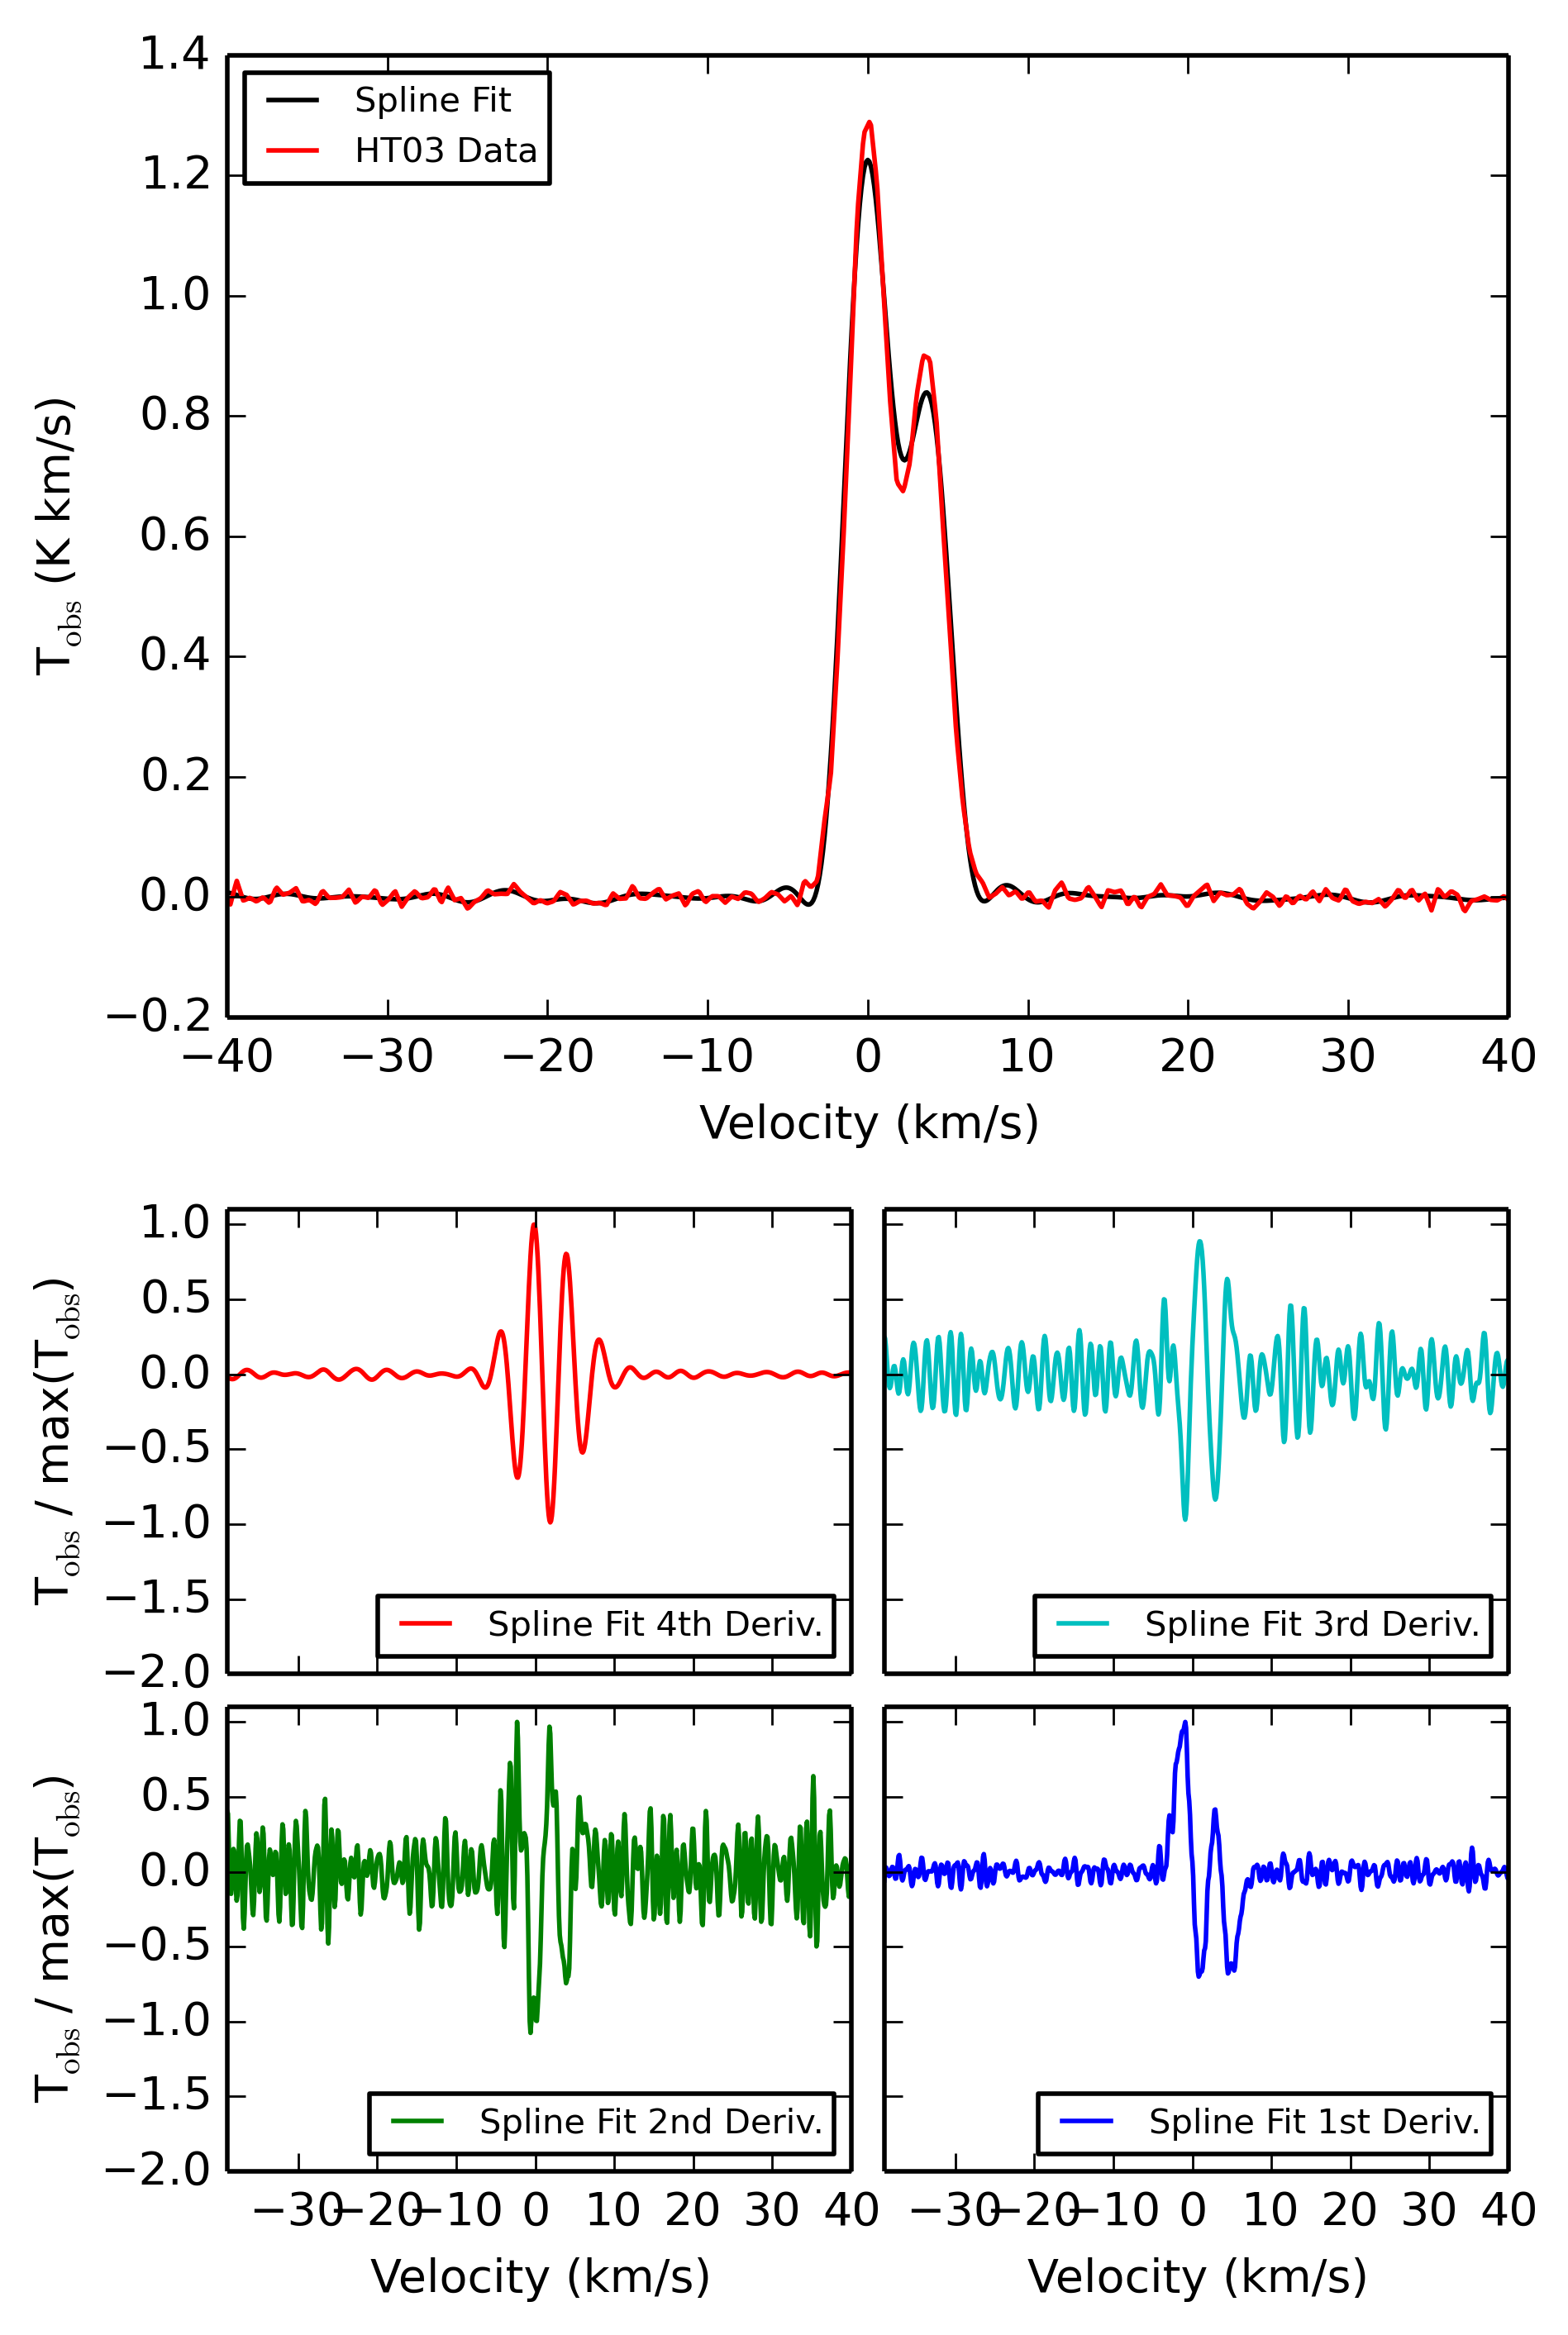 1.4
1.2
1.0
0.8
0.6
0.4
0.2
0.0
−0.2
T_obs (K km/s)
Spline Fit
HT03 Data
−40 −30 −20 −10 0 10 20 30 40
Velocity (km/s)
1.0
0.5
0.0
−0.5
−1.0
−1.5
−2.0
T_obs / max(T_obs)
Spline Fit 4th Deriv.
Spline Fit 3rd Deriv.
1.0
0.5
0.0
−0.5
−1.0
−1.5
−2.0
T_obs / max(T_obs)
Spline Fit 2nd Deriv.
Spline Fit 1st Deriv.
−30 −20 −10 0 10 20 30 40
−30 −20 −10 0 10 20 30 40
Velocity (km/s)
Velocity (km/s)